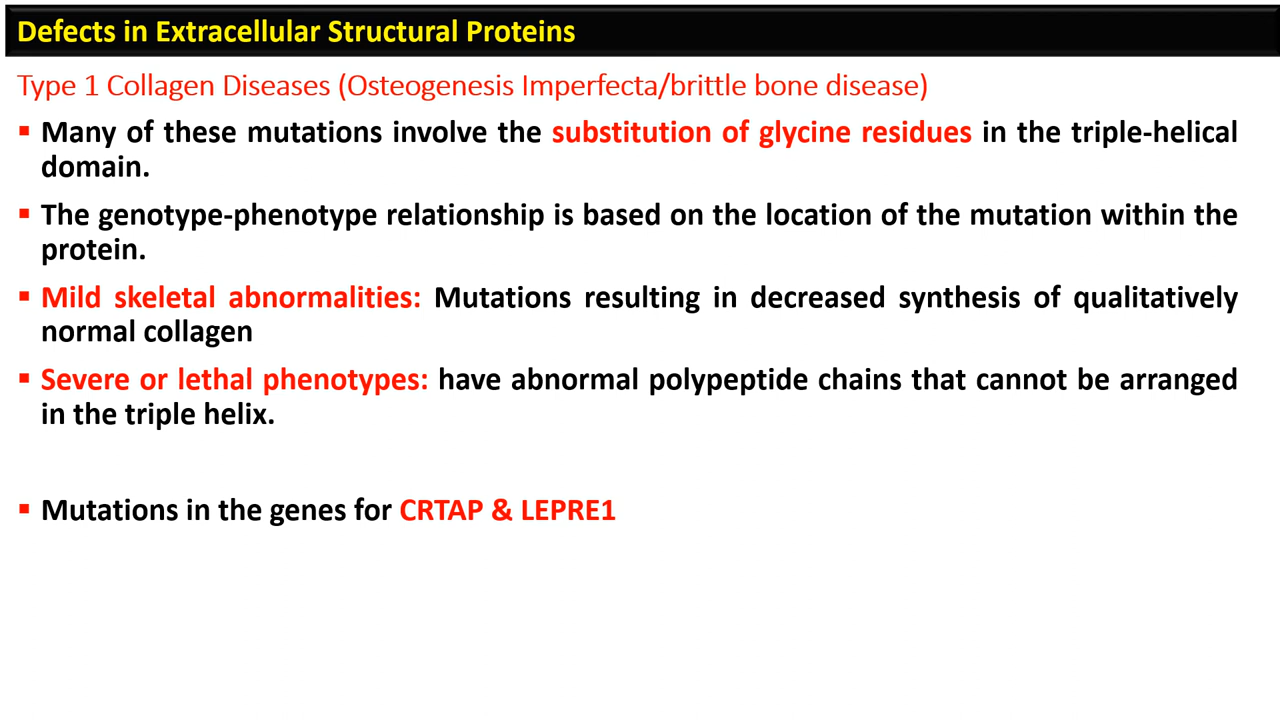 Defects in Extracellular Structural Proteins
Type 1 Collagen Diseases (Osteogenesis Imperfecta/brittle bone disease)
▪ Many of these mutations involve the substitution of glycine residues in the triple-helical
domain.
▪ The genotype-phenotype relationship is based on the location of the mutation within the
protein.
▪ Mild skeletal abnormalities: Mutations resulting in decreased synthesis of qualitatively
normal collagen
▪ Severe or lethal phenotypes: have abnormal polypeptide chains that cannot be arranged
in the triple helix.
▪ Mutations in the genes for CRTAP & LEPRE1